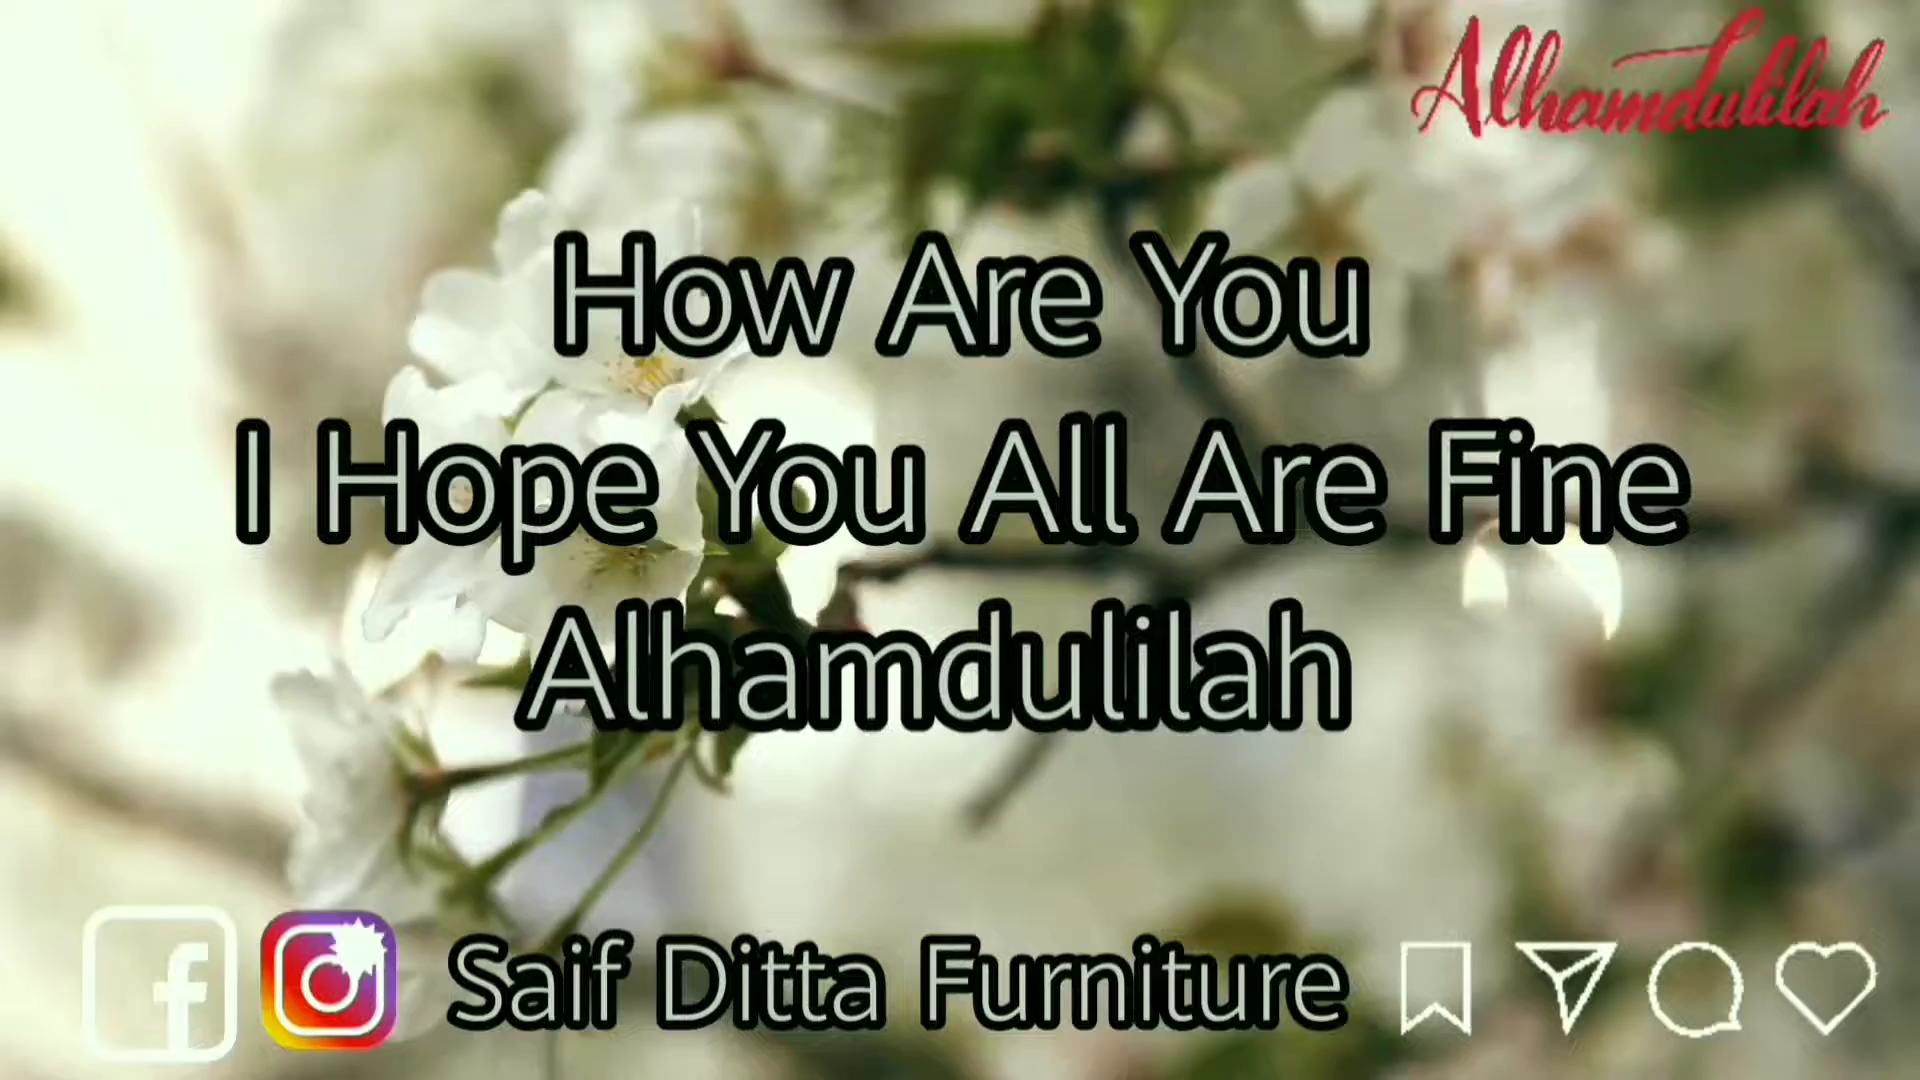 Alhamdulilah
How Are You
I Hope You All Are Fine
Alhamdulilah
Saif Ditta Furniture